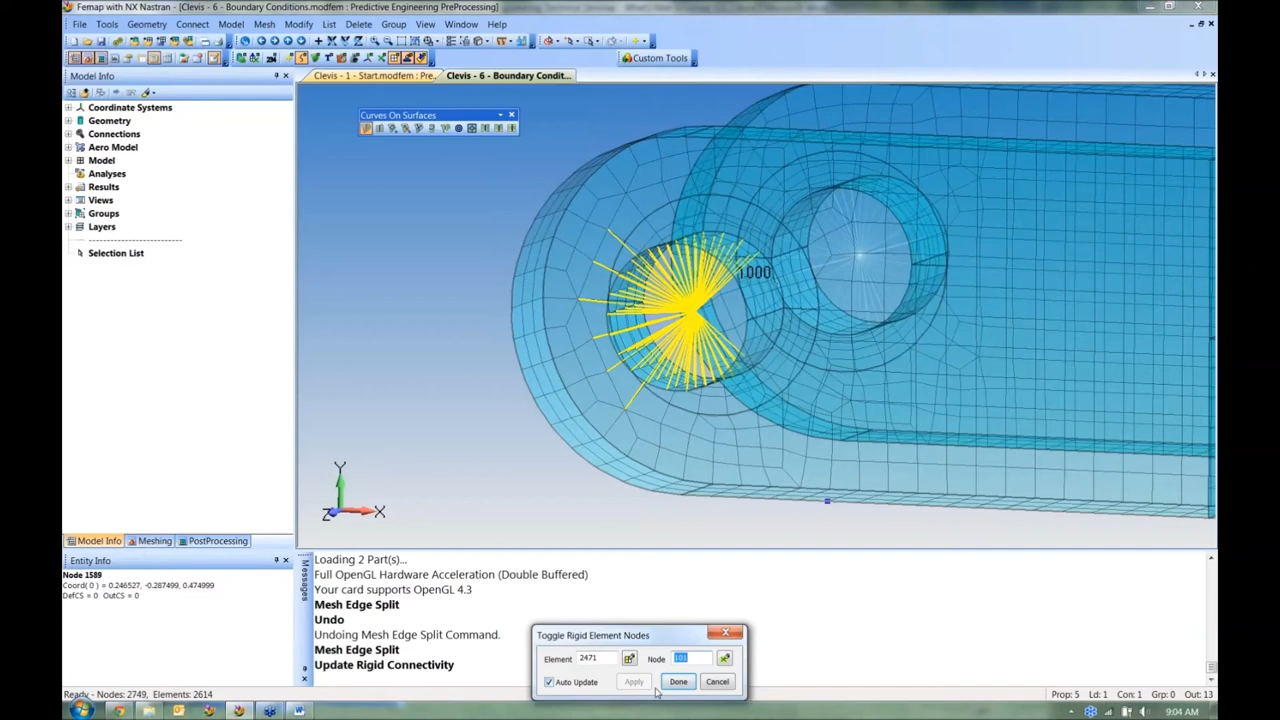 Femap with NX Nastran - [Clevis - 6 - Boundary Conditions.modfem : Predictive Engineering PreProcessing]
File Tools Geometry Connect Model Mesh Modify List Delete Group View Window Help
Custom Tools
Model Info
Clevis - 1 - Start.modfem : Pre... Clevis - 6 - Boundary Condit...
Coordinate Systems
Geometry
Connections
Aero Model
Model
Analyses
Results
Views
Groups
Layers
Selection List
Curves On Surfaces
1.000
Y
X
Z
Model Info Meshing PostProcessing
Entity Info
Node 1589
Coord( 0 ) = 0.246527, -0.287499, 0.474999
DefCS = 0 OutCS = 0
Messages
Loading 2 Part(s)...
Full OpenGL Hardware Acceleration (Double Buffered)
Your card supports OpenGL 4.3
Mesh Edge Split
Undo
Undoing Mesh Edge Split Command.
Mesh Edge Split
Update Rigid Connectivity
Toggle Rigid Element Nodes
Element 2471 Node 101
Auto Update Apply Done Cancel
Ready - Nodes: 2749, Elements: 2614
Prop: 5 Ld: 1 Con: 1 Grp: 0 Out: 13
9:04 AM